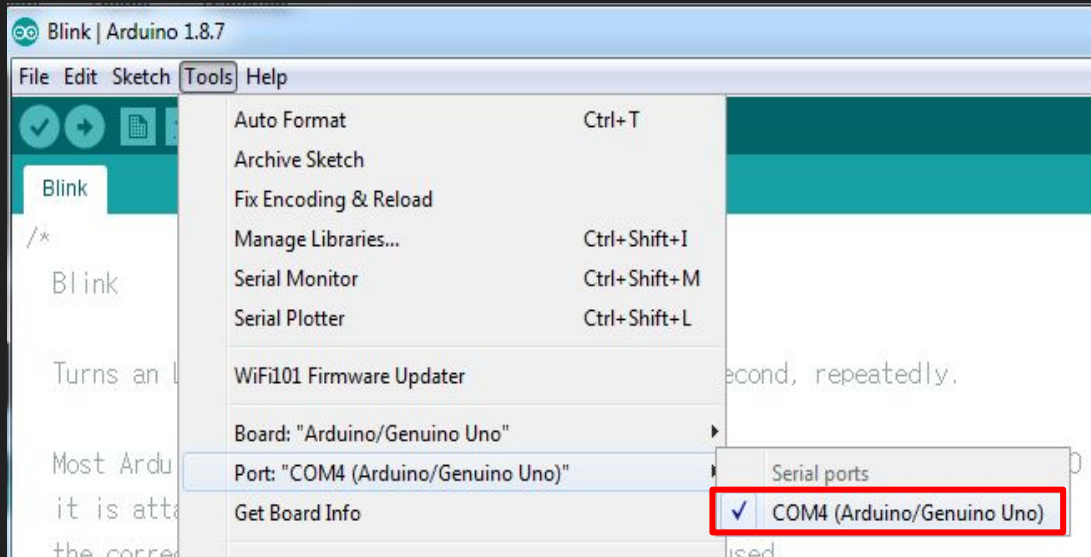 Blink | Arduino 1.8.7
File Edit Sketch Tools Help
Auto Format Ctrl+T
Archive Sketch
Fix Encoding & Reload
Manage Libraries... Ctrl+Shift+I
Serial Monitor Ctrl+Shift+M
Serial Plotter Ctrl+Shift+L
WiFi101 Firmware Updater
Board: "Arduino/Genuino Uno"
Port: "COM4 (Arduino/Genuino Uno)"
Get Board Info
Serial ports
COM4 (Arduino/Genuino Uno)
Blink
/*
Blink
Turns an econd, repeatedly.
Most Ardu
it is atta
the correc used